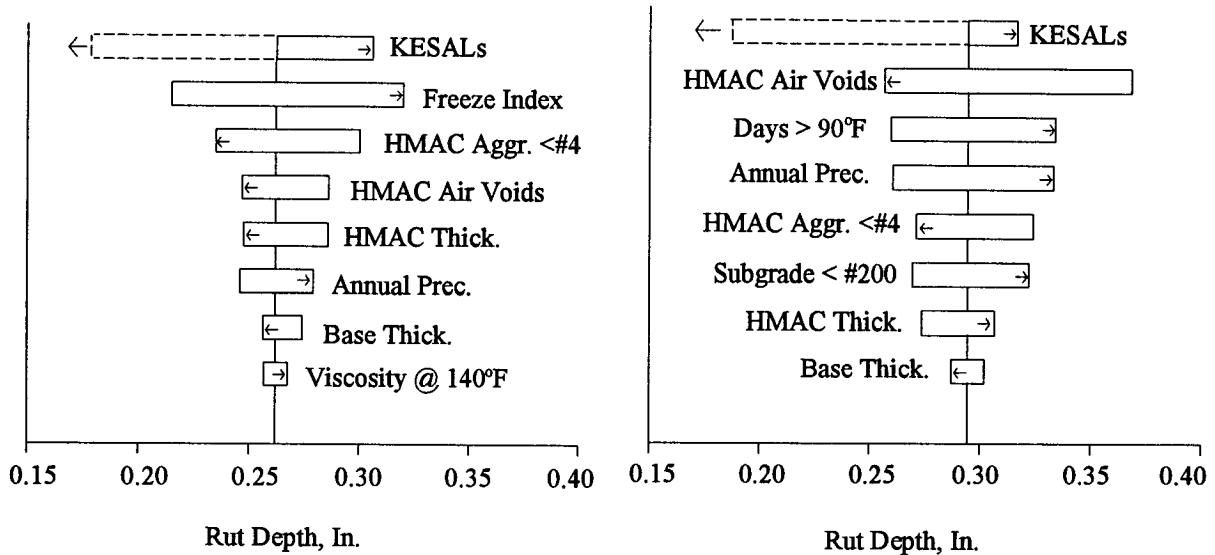 KESALs
Freeze Index
HMAC Aggr. <#4
HMAC Air Voids
HMAC Thick.
Annual Prec.
Base Thick.
Viscosity @ 140ºF
0.15 0.20 0.25 0.30 0.35 0.40
Rut Depth, In.
KESALs
HMAC Air Voids
Days > 90ºF
Annual Prec.
HMAC Aggr. <#4
Subgrade < #200
HMAC Thick.
Base Thick.
0.15 0.20 0.25 0.30 0.35 0.40
Rut Depth, In.